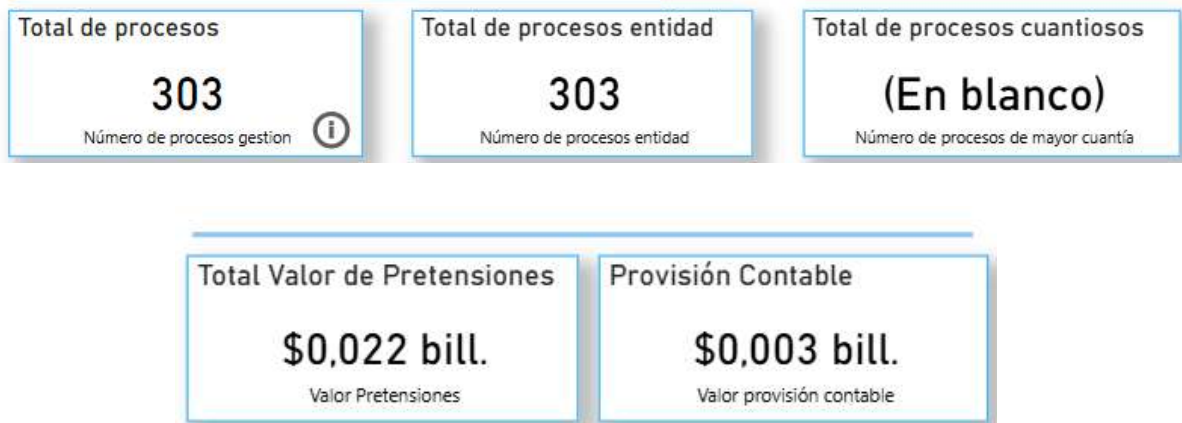 Total de procesos
303
Número de procesos gestion
Total de procesos entidad
303
Número de procesos entidad
Total de procesos cuantiosos
(En blanco)
Número de procesos de mayor cuantía
Total Valor de Pretensiones
$0,022 bill.
Valor Pretensiones
Provisión Contable
$0,003 bill.
Valor provisión contable